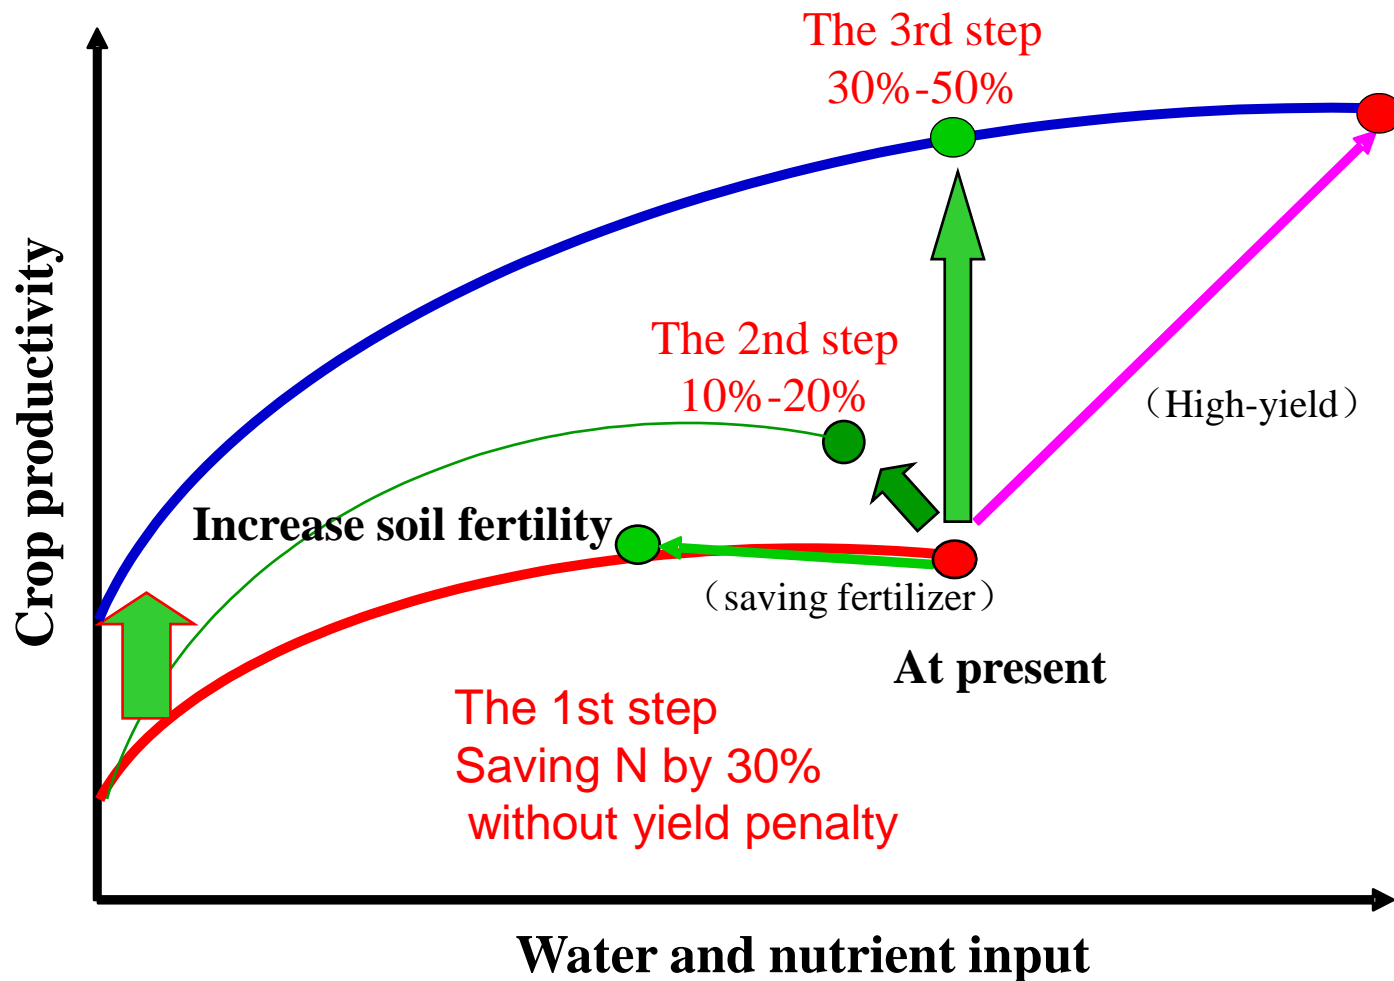 The 3rd step
30%-50%
The 2nd step
10%-20%
（High-yield）
Increase soil fertility
（saving fertilizer）
At present
The 1st step
Saving N by 30%
without yield penalty
Crop productivity
Water and nutrient input